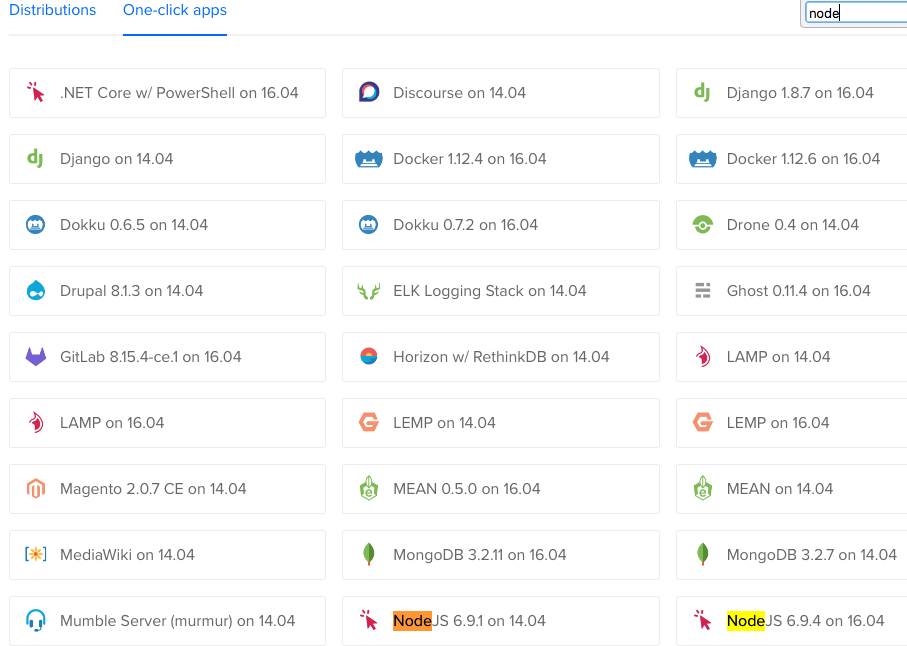 Distributions One-click apps node
.NET Core w/ PowerShell on 16.04 Discourse on 14.04 Django 1.8.7 on 16.04
Django on 14.04 Docker 1.12.4 on 16.04 Docker 1.12.6 on 16.04
Dokku 0.6.5 on 14.04 Dokku 0.7.2 on 16.04 Drone 0.4 on 14.04
Drupal 8.1.3 on 14.04 ELK Logging Stack on 14.04 Ghost 0.11.4 on 16.04
GitLab 8.15.4-ce.1 on 16.04 Horizon w/ RethinkDB on 14.04 LAMP on 14.04
LAMP on 16.04 LEMP on 14.04 LEMP on 16.04
Magento 2.0.7 CE on 14.04 MEAN 0.5.0 on 16.04 MEAN on 14.04
MediaWiki on 14.04 MongoDB 3.2.11 on 16.04 MongoDB 3.2.7 on 14.04
Mumble Server (murmur) on 14.04 NodeJS 6.9.1 on 14.04 NodeJS 6.9.4 on 16.04